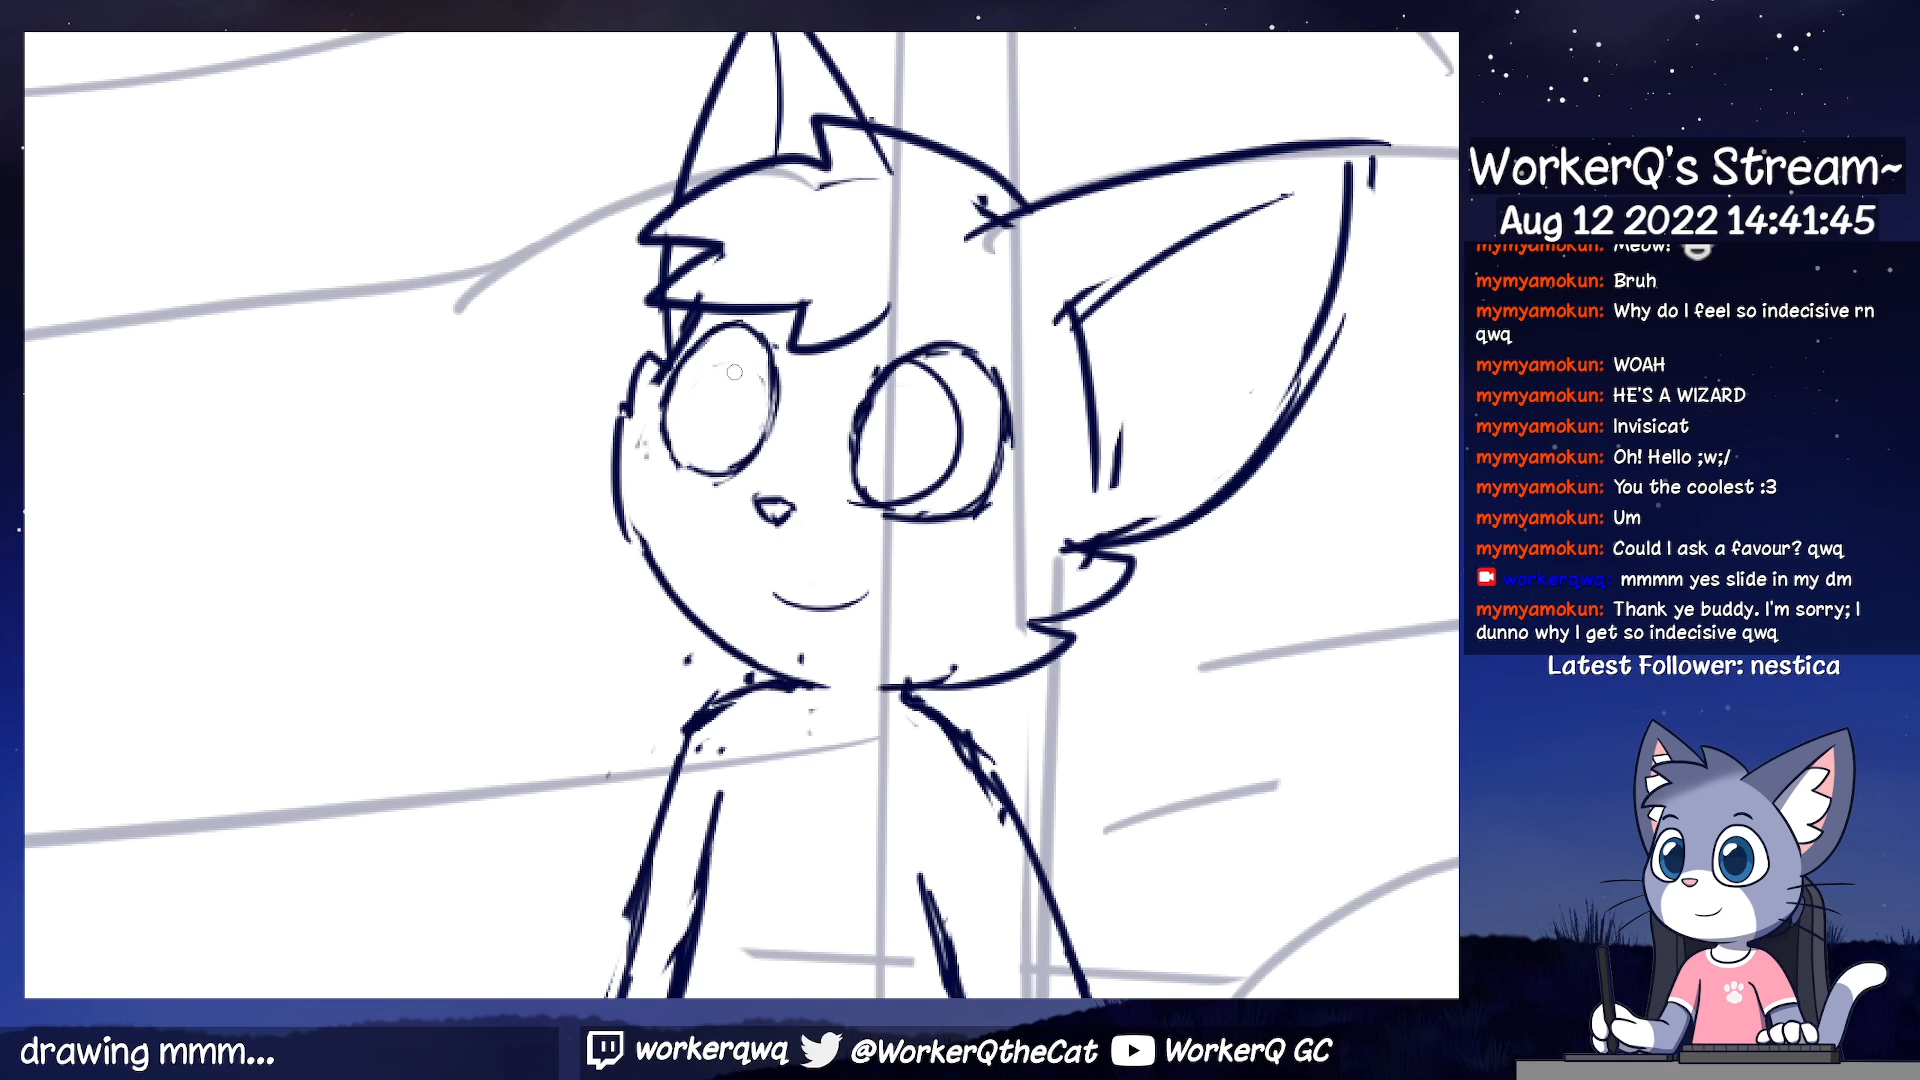 WorkerQ's Stream~
Aug 12 2022 14:41:45
mymyamokun: Meow!
mymyamokun: Bruh
mymyamokun: Why do I feel so indecisive rn
qwq
mymyamokun: WOAH
mymyamokun: HE'S A WIZARD
mymyamokun: Invisicat
mymyamokun: Oh! Hello ;w;/
mymyamokun: You the coolest :3
mymyamokun: Um
mymyamokun: Could I ask a favour? qwq
workerqwq: mmmm yes slide in my dm
mymyamokun: Thank ye buddy. I'm sorry; I
dunno why I get so indecisive qwq
Latest Follower: nestica
drawing mmm...
workerqwq @WorkerQtheCat WorkerQ GC